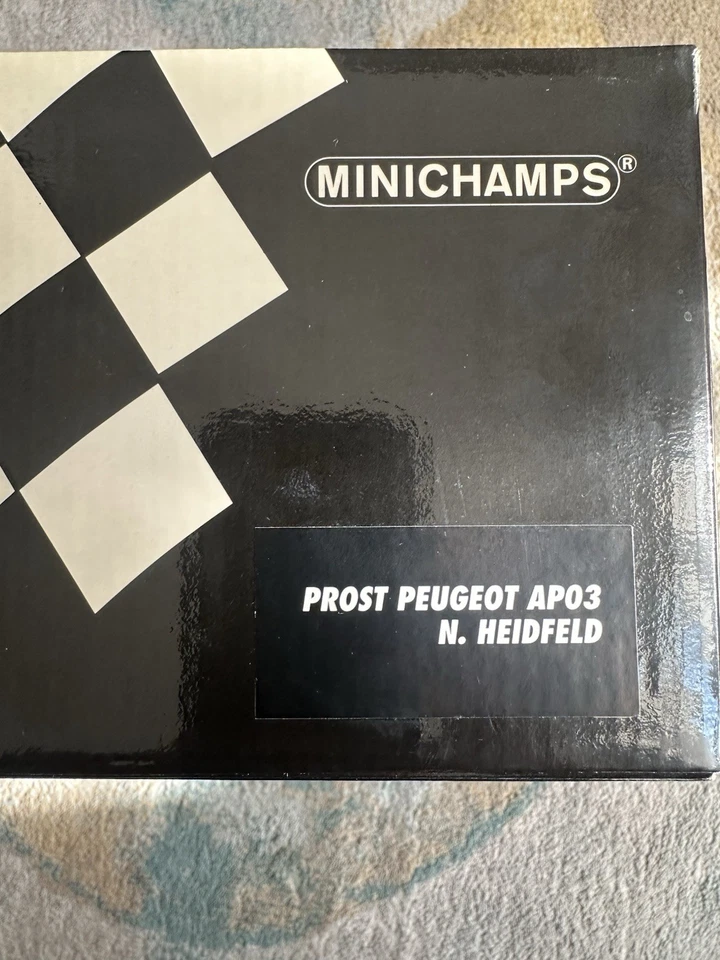 MINICHAMPS®
PROST PEUGEOT AP03
N. HEIDFELD